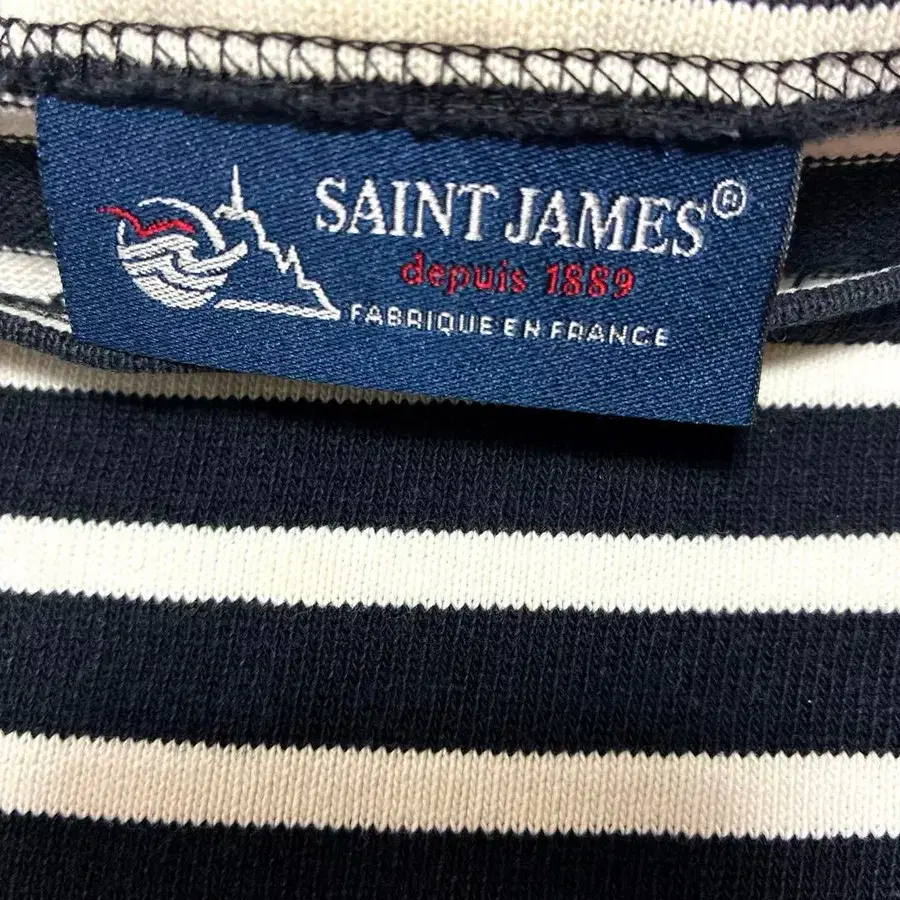 SAINT JAMES®
depuis 1889
FABRIQUE EN FRANCE